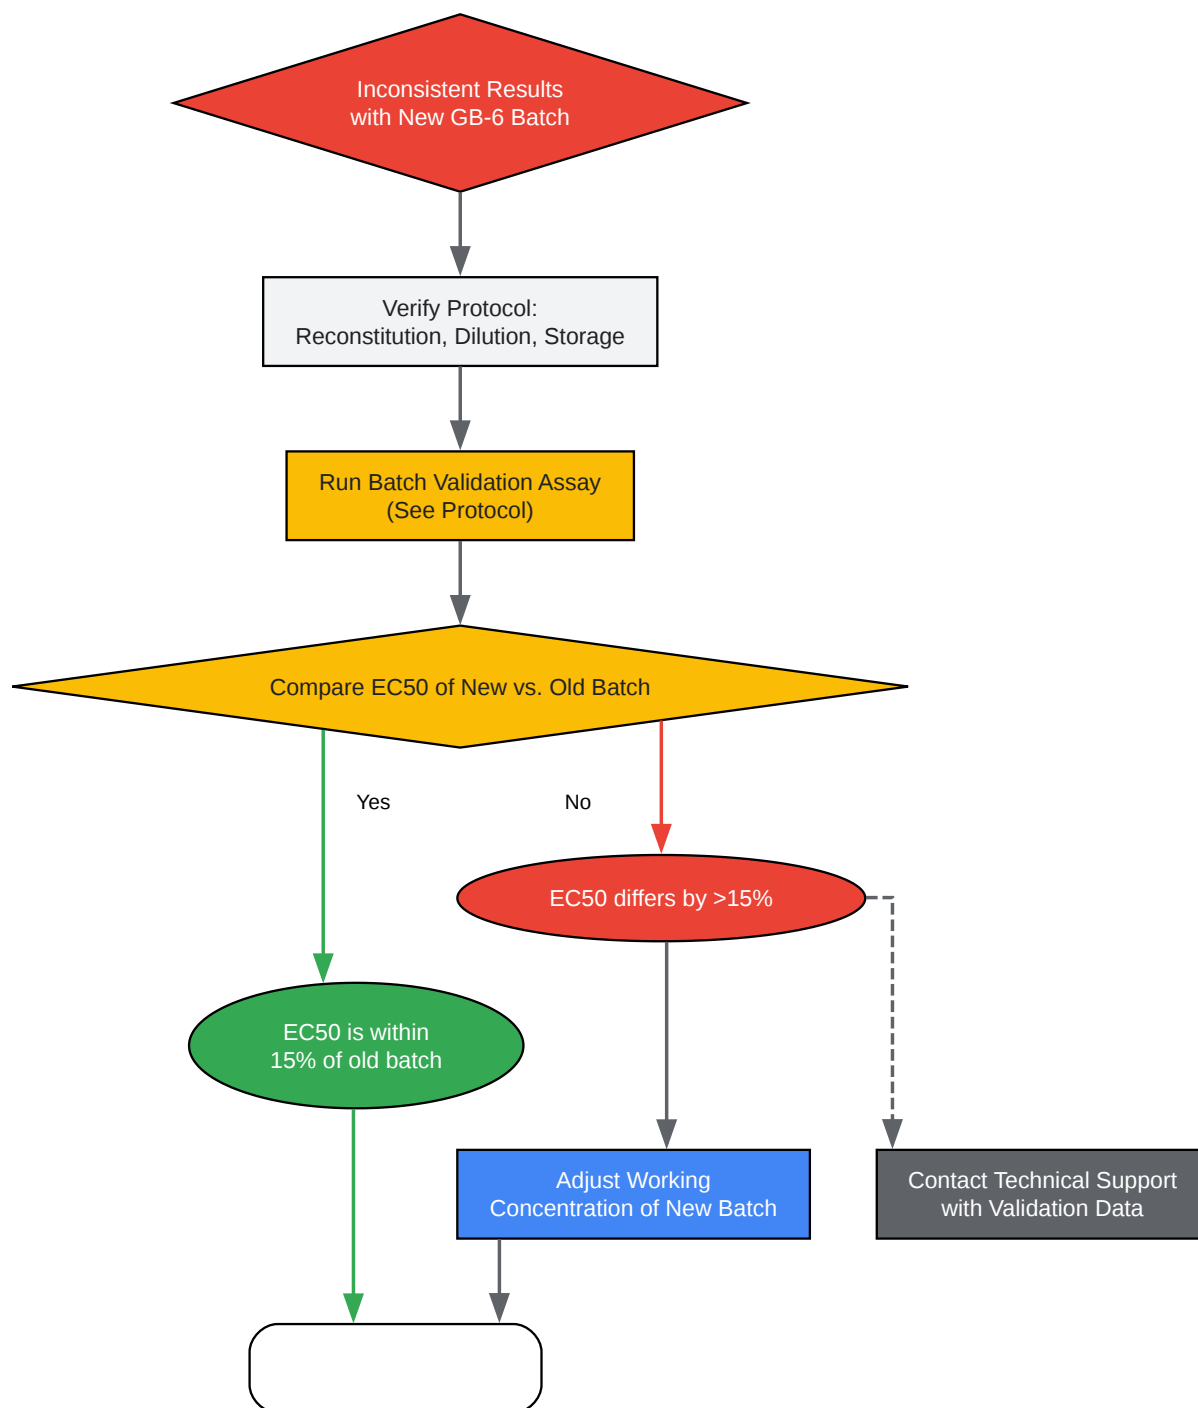 Inconsistent Results
with New GB-6 Batch
Verify Protocol:
Reconstitution, Dilution, Storage
Run Batch Validation Assay
(See Protocol)
Compare EC50 of New vs. Old Batch
Yes
No
EC50 differs by >15%
EC50 is within
15% of old batch
Adjust Working
Concentration of New Batch
Contact Technical Support
with Validation Data